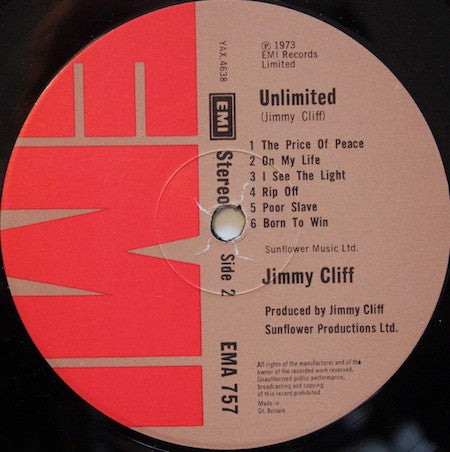 ℗ 1973
EMI Records
Limited
YAX 4638
EMI
Stereo
Side 2
EMA 757
Unlimited
(Jimmy Cliff)
1 The Price Of Peace
2 On My Life
3 I See The Light
4 Rip Off
5 Poor Slave
6 Born To Win
Sunflower Music Ltd.
Jimmy Cliff
Produced by Jimmy Cliff
Sunflower Productions Ltd.
All rights of the manufacturer and of the
owner of the recorded work reserved.
Unauthorised public performance,
broadcasting and copying
of this record prohibited
Made in
Gt. Britain
EMI